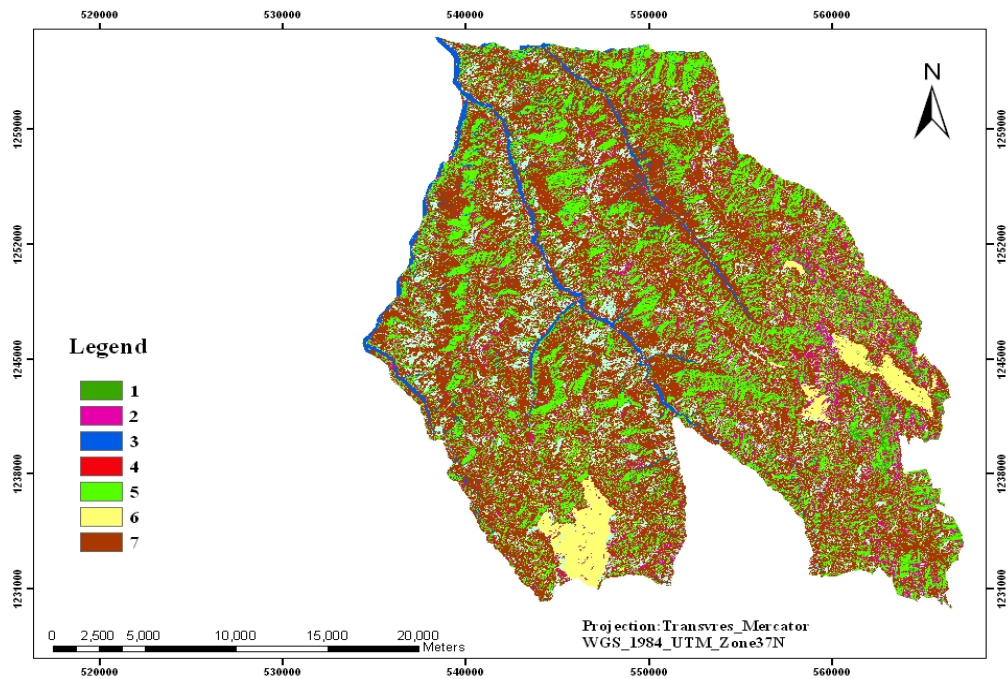 520000 530000 540000 550000 560000
N
1259000 1259000
1252000 1252000
1245000 1245000
1238000 1238000
1231000 1231000
Legend
1
2
3
4
5
6
7
0 2,500 5,000 10,000 15,000 20,000
Meters
Projection:Transvres_Mercator
WGS_1984_UTM_Zone37N
520000 530000 540000 550000 560000